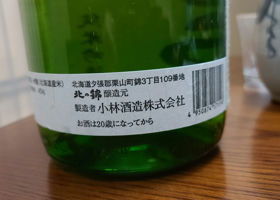 北海道夕張郡栗山町錦3丁目109番地
北の錦 醸造元
製造者 小林酒造株式会社
お酒は20歳になってから